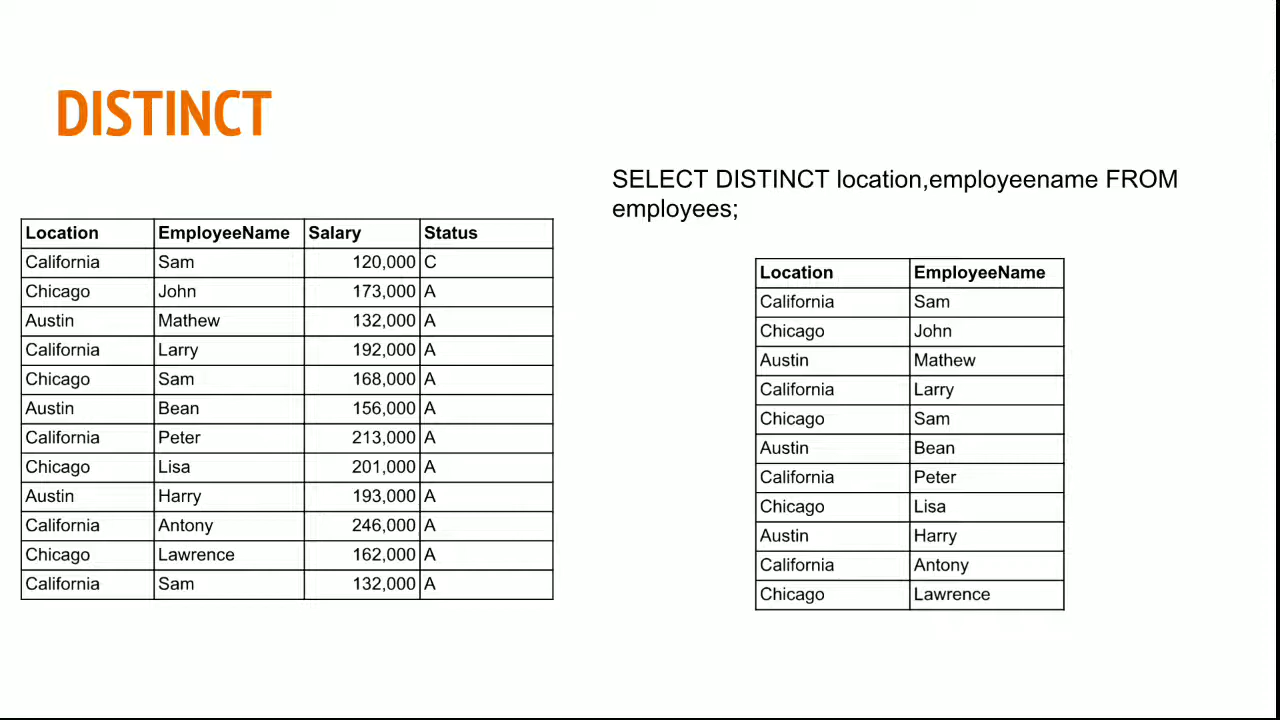 DISTINCT
SELECT DISTINCT location,employeename FROM
employees;
Location EmployeeName Salary Status
California Sam 120,000 C
Chicago John 173,000 A
Austin Mathew 132,000 A
California Larry 192,000 A
Chicago Sam 168,000 A
Austin Bean 156,000 A
California Peter 213,000 A
Chicago Lisa 201,000 A
Austin Harry 193,000 A
California Antony 246,000 A
Chicago Lawrence 162,000 A
California Sam 132,000 A
Location EmployeeName
California Sam
Chicago John
Austin Mathew
California Larry
Chicago Sam
Austin Bean
California Peter
Chicago Lisa
Austin Harry
California Antony
Chicago Lawrence